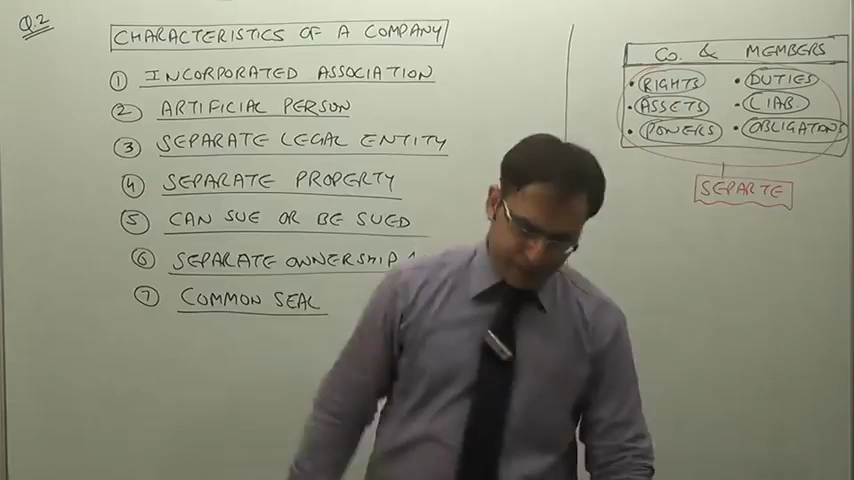 Q.2
CHARACTERISTICS OF A COMPANY
1 INCORPORATED ASSOCIATION
2 ARTIFICIAL PERSON
3 SEPARATE LEGAL ENTITY
4 SEPARATE PROPERTY
5 CAN SUE OR BE SUED
6 SEPARATE OWNERSHIP
7 COMMON SEAL
Co. & MEMBERS
• RIGHTS • DUTIES
• ASSETS • LIAB.
• POWERS • OBLIGATIONS
SEPARTE